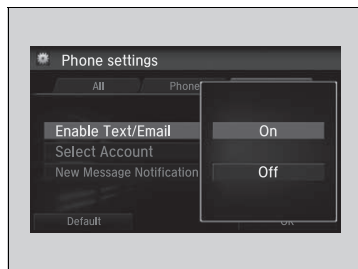 Phone settings
All
Phone
Enable Text/Email
On
Select Account
New Message Notification
Off
Default